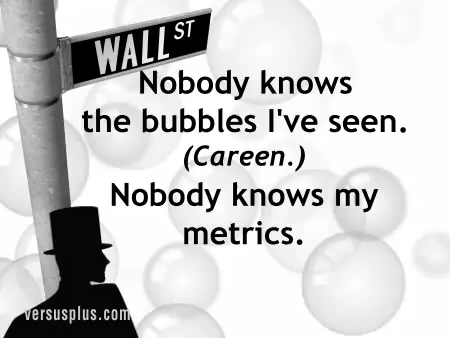 WALL ST
Nobody knows
the bubbles I've seen.
(Careen.)
Nobody knows my
metrics.
versusplus.com